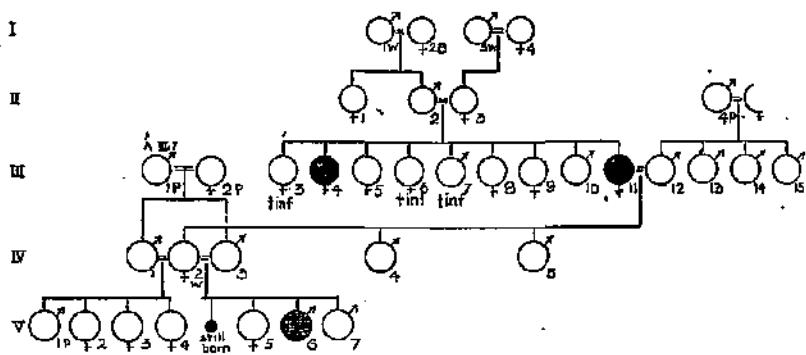 I
1W 2B 3W 4
II
1 2 3 4P
A III,7
III
1P 2P 3 4 5 6 7 8 9 10 11 12 13 14 15
†inf †inf †inf
IV
1 2 3 4 5
W
V
1P 2 3 4 still born 5 6 7